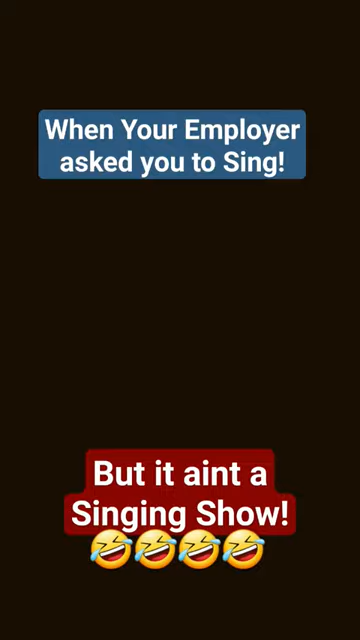 When Your Employer
asked you to Sing!
But it aint a
Singing Show!
🤣🤣🤣🤣